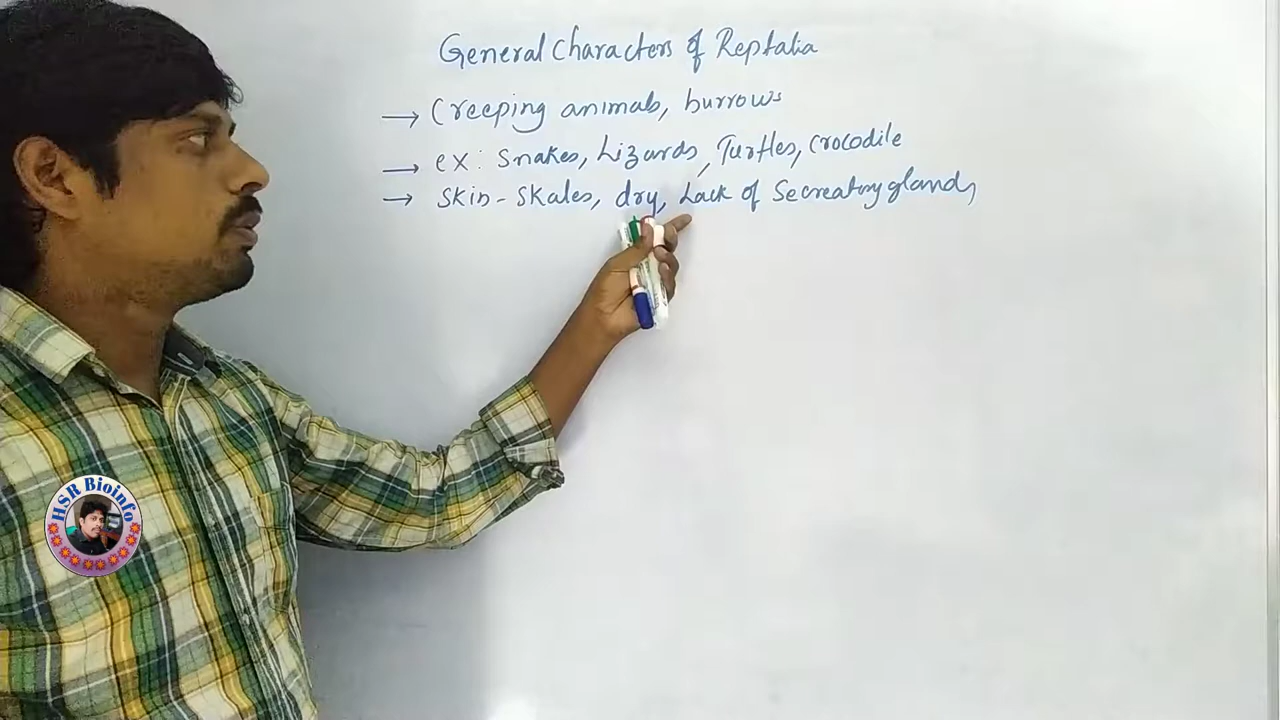 General Characters of Reptalia
→ Creeping animals, burrows
→ ex: Snakes, Lizards, Turtles, crocodile
→ Skin - Skales, dry, Lack of Secreatory glands
HSR Bioinfo